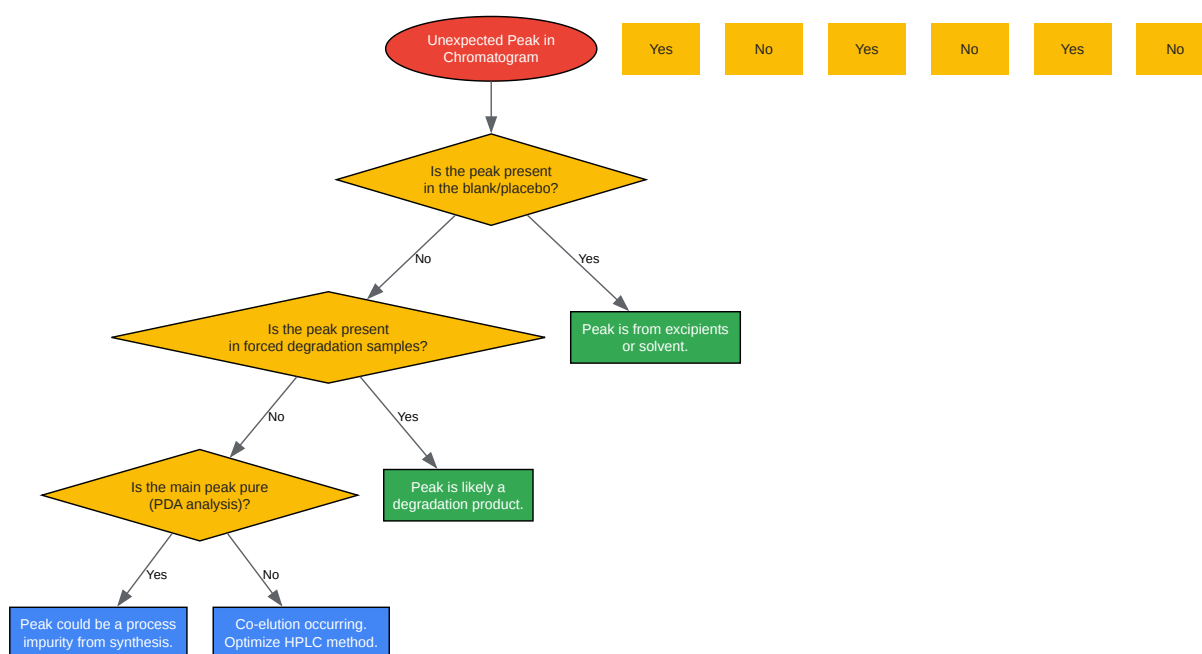 Unexpected Peak in
Chromatogram
Yes
No
Yes
No
Yes
No
Is the peak present
in the blank/placebo?
No
Yes
Is the peak present
in forced degradation samples?
Peak is from excipients
or solvent.
No
Yes
Is the main peak pure
(PDA analysis)?
Peak is likely a
degradation product.
Yes
No
Peak could be a process
impurity from synthesis.
Co-elution occurring.
Optimize HPLC method.